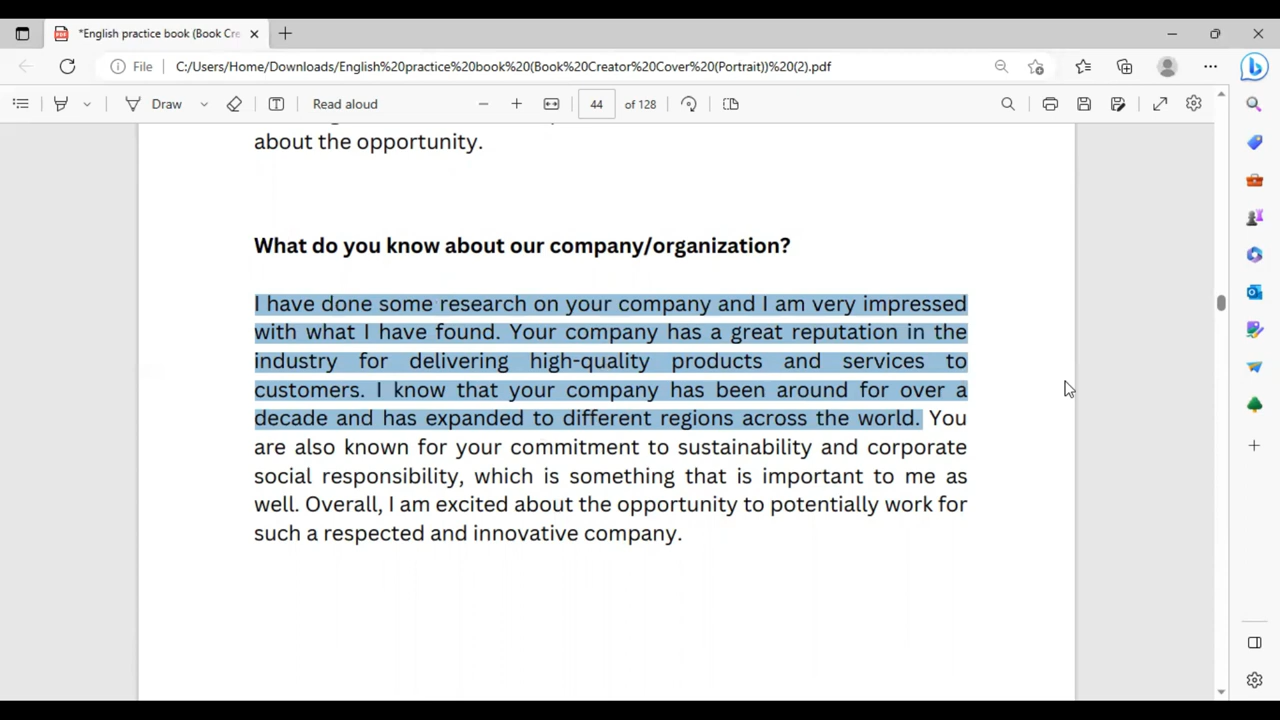 *English practice book (Book Cre
File
C:/Users/Home/Downloads/English%20practice%20book%20(Book%20Creator%20Cover%20(Portrait))%20(2).pdf
Draw
Read aloud
44
of 128
about the opportunity.
What do you know about our company/organization?
I have done some research on your company and I am very impressed
with what I have found. Your company has a great reputation in the
industry for delivering high-quality products and services to
customers. I know that your company has been around for over a
decade and has expanded to different regions across the world. You
are also known for your commitment to sustainability and corporate
social responsibility, which is something that is important to me as
well. Overall, I am excited about the opportunity to potentially work for
such a respected and innovative company.